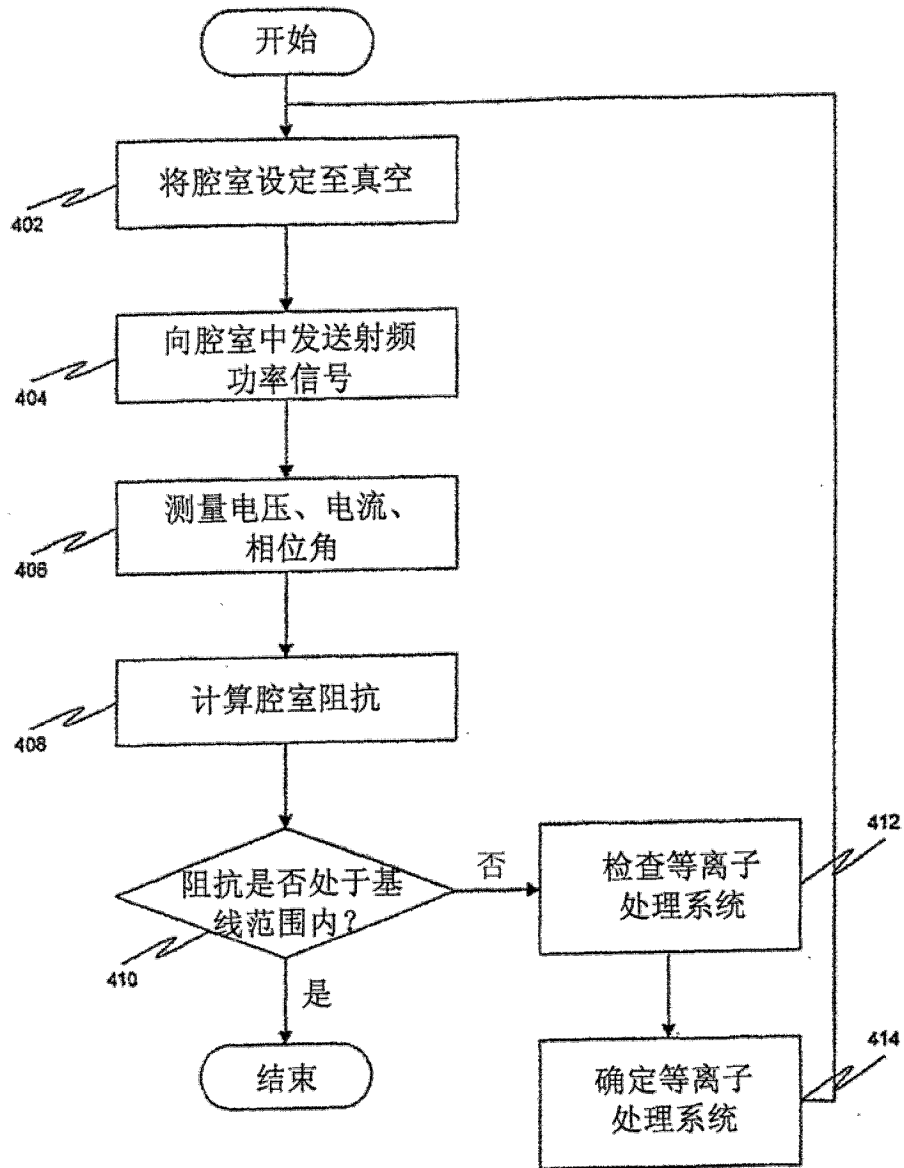 开始
将腔室设定至真空
402
向腔室中发送射频
功率信号
404
测量电压、电流、
相位角
406
计算腔室阻抗
408
阻抗是否处于基
线范围内?
410
否
检查等离子
处理系统
412
是
结束
确定等离子
处理系统
414